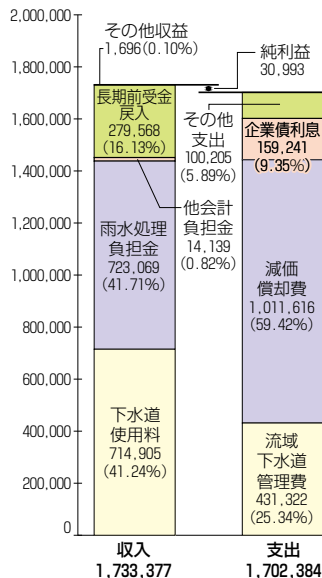 2,000,000
1,800,000
1,600,000
1,400,000
1,200,000
1,000,000
800,000
600,000
400,000
200,000
0
その他収益
1,696(0.10%)
長期前受金
戻入
279,568
(16.13%)
他会計
負担金
14,139
(0.82%)
雨水処理
負担金
723,069
(41.71%)
下水道
使用料
714,905
(41.24%)
収入
1,733,377
純利益
30,993
その他
支出
100,205
(5.89%)
企業債利息
159,241
(9.35%)
減価
償却費
1,011,616
(59.42%)
流域
下水道
管理費
431,322
(25.34%)
支出
1,702,384